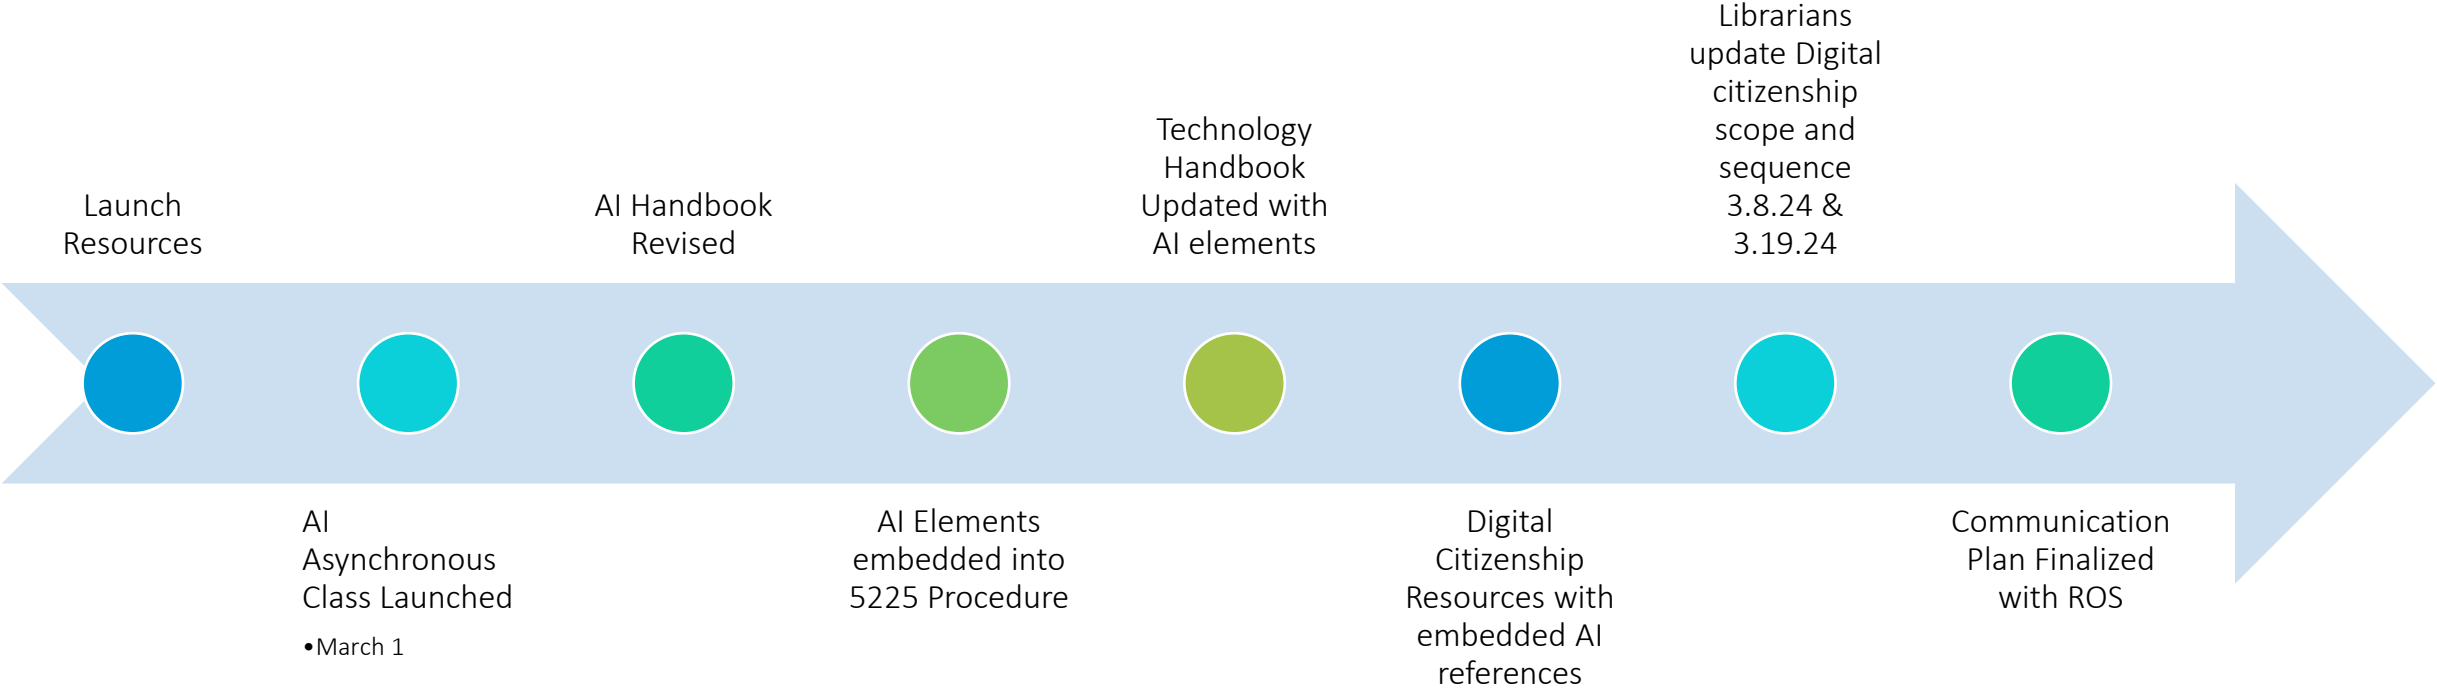 Launch
Resources
AI
Asynchronous
Class Launched
•March 1
AI Handbook
Revised
AI Elements
embedded into
5225 Procedure
Technology
Handbook
Updated with
AI elements
Digital
Citizenship
Resources with
embedded AI
references
Librarians
update Digital
citizenship
scope and
sequence
3.8.24 &
3.19.24
Communication
Plan Finalized
with ROS